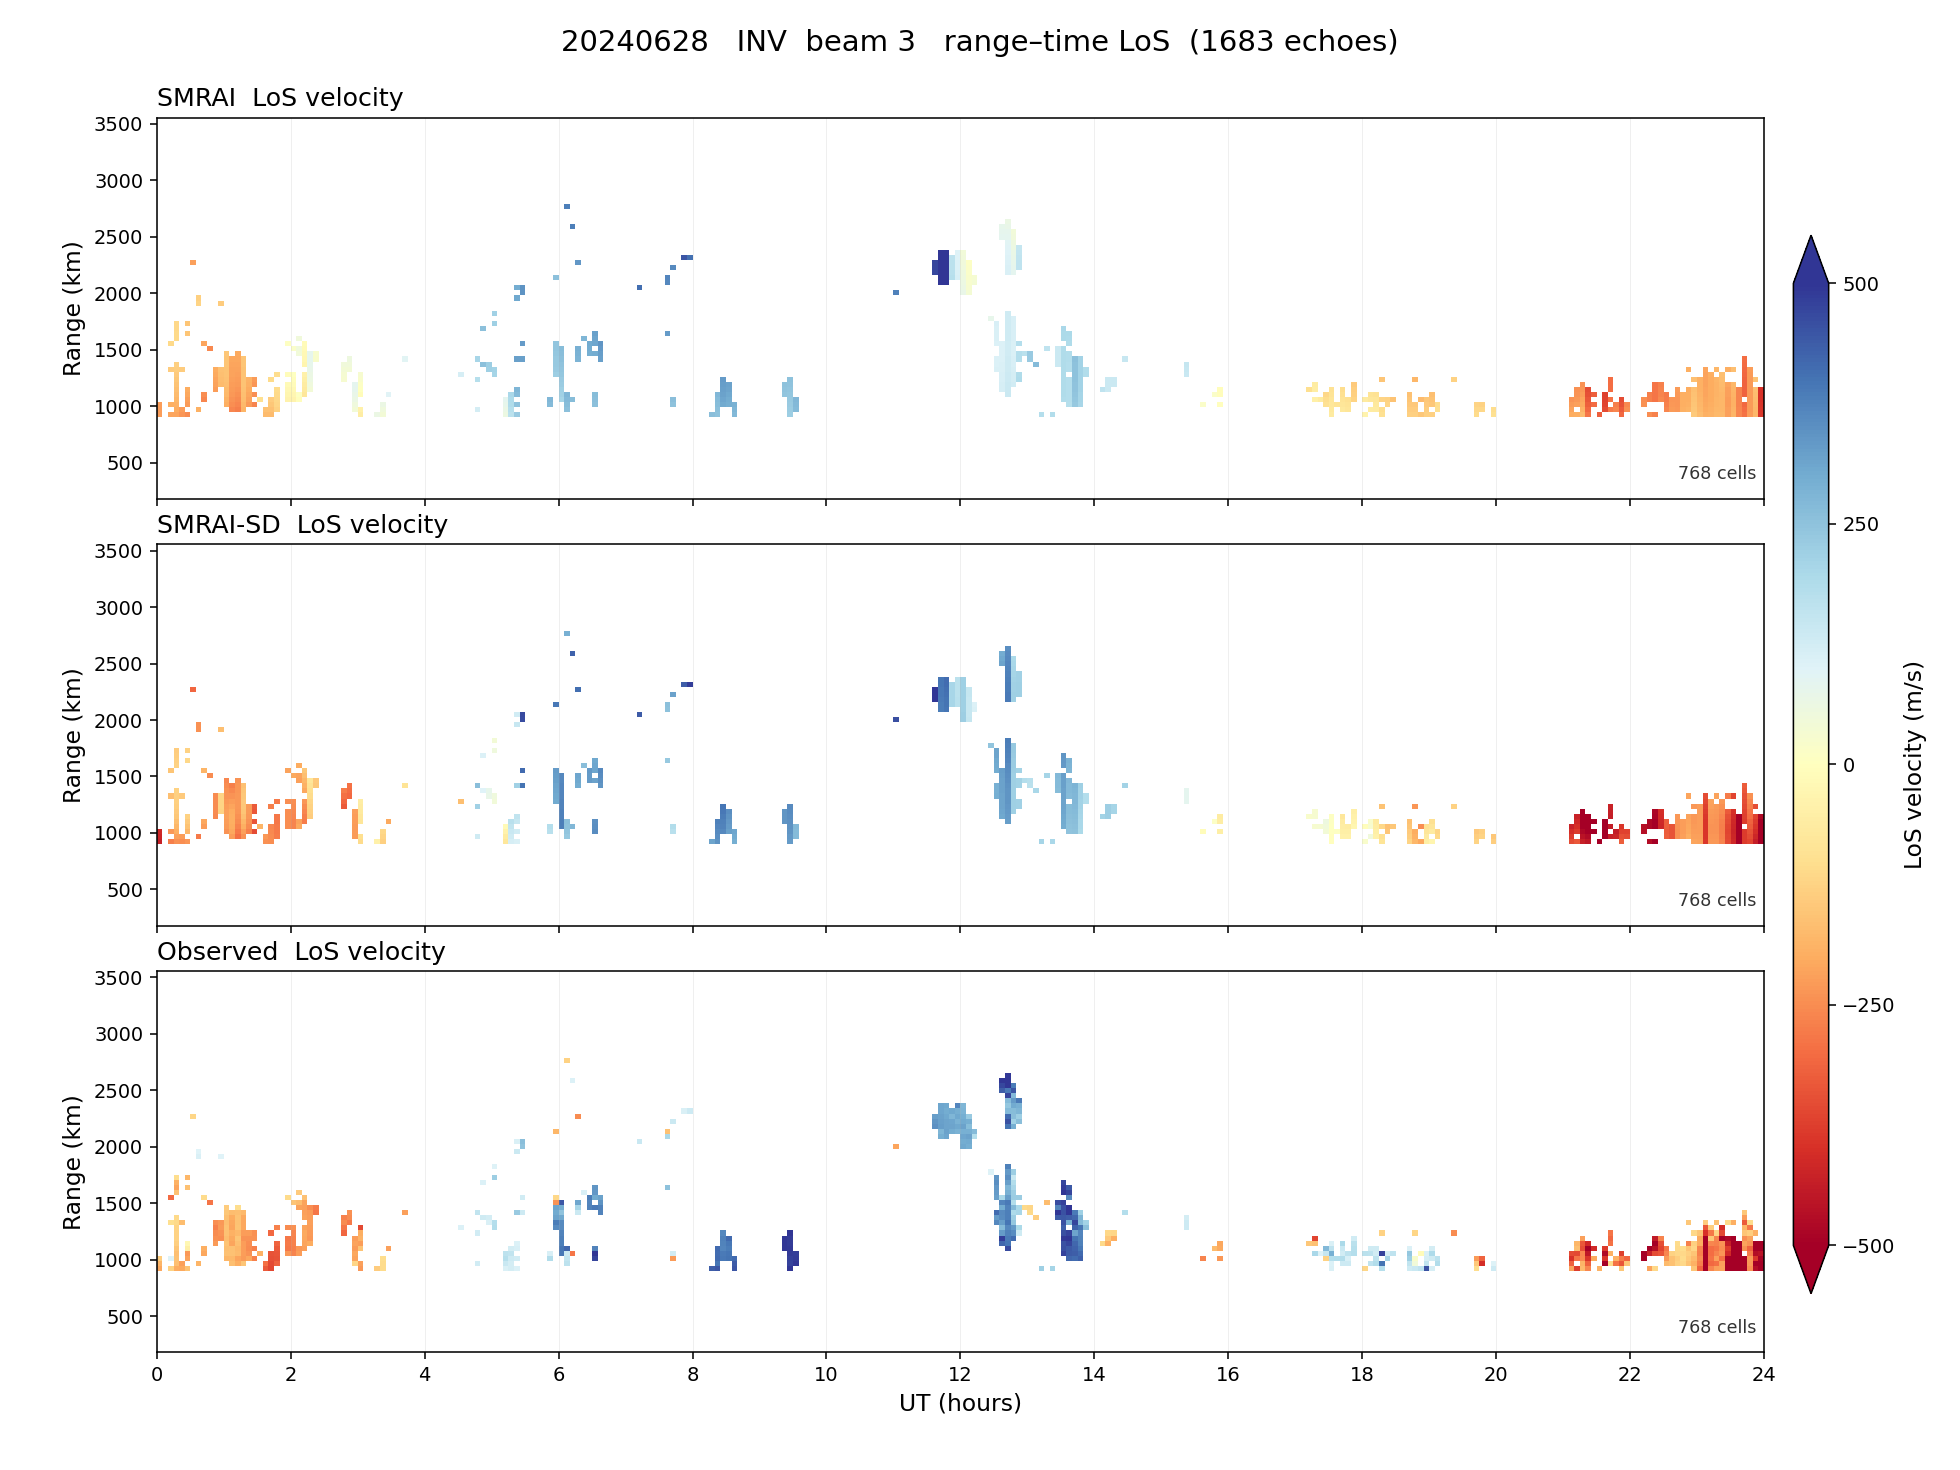 20240628   INV  beam 3   range–time LoS  (1683 echoes)
SMRAI  LoS velocity
3500
3000
2500
2000
1500
1000
500
Range (km)
768 cells
SMRAI-SD  LoS velocity
3500
3000
2500
2000
1500
1000
500
Range (km)
768 cells
Observed  LoS velocity
3500
3000
2500
2000
1500
1000
500
Range (km)
768 cells
0 2 4 6 8 10 12 14 16 18 20 22 24
UT (hours)
500
250
0
−250
−500
LoS velocity (m/s)